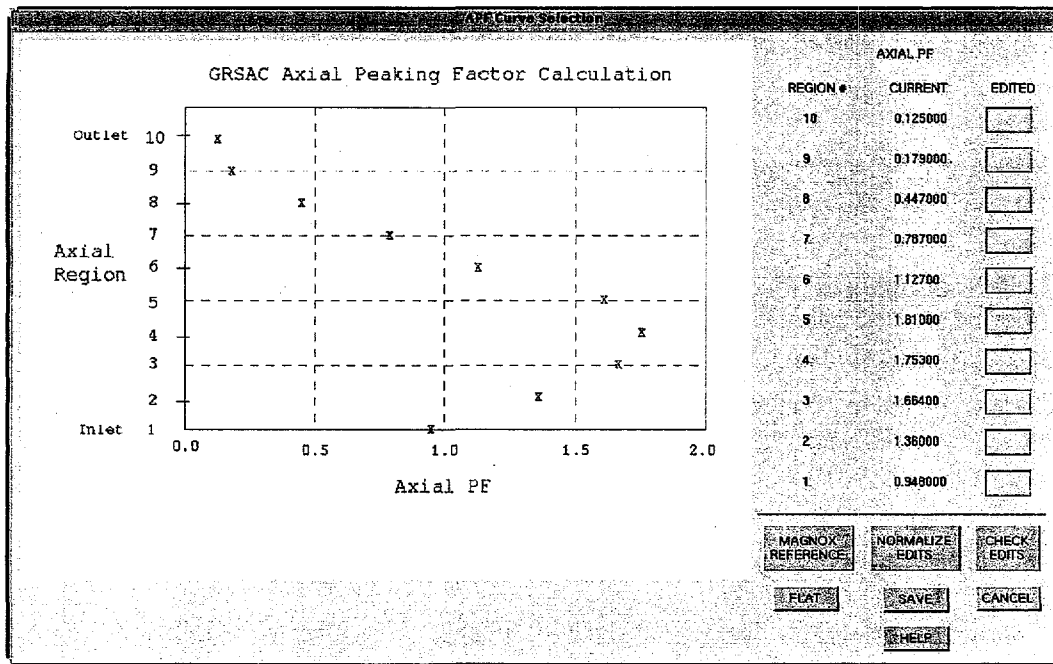 APF Curve Selection
GRSAC Axial Peaking Factor Calculation
Outlet 10
9
8
7
Axial
Region
6
5
4
3
2
Inlet 1
0.0 0.5 1.0 1.5 2.0
Axial PF
AXIAL PF
REGION # CURRENT EDITED
10 0.125000
9 0.179000
8 0.447000
7 0.787000
6 1.12700
5 1.61000
4 1.75300
3 1.66400
2 1.36000
1 0.948000
MAGNOX REFERENCE NORMALIZE EDITS CHECK EDITS
FLAT SAVE CANCEL
HELP